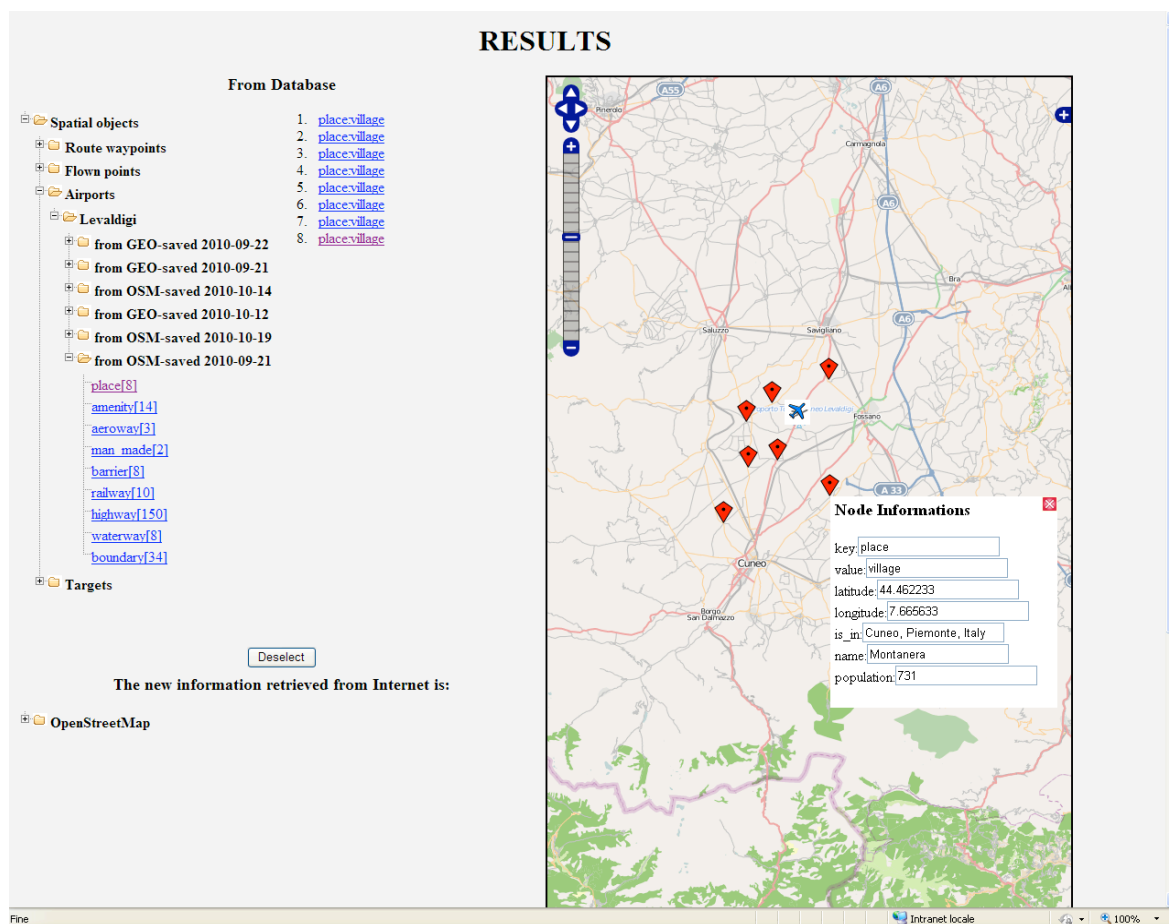 RESULTS
From Database
Spatial objects
Route waypoints
Flown points
Airports
Levaldigi
from GEO-saved 2010-09-22
from GEO-saved 2010-09-21
from OSM-saved 2010-10-14
from GEO-saved 2010-10-12
from OSM-saved 2010-10-19
from OSM-saved 2010-09-21
place[8]
amenity[14]
aeroway[3]
man_made[2]
barrier[8]
railway[10]
highway[150]
waterway[8]
boundary[34]
Targets
1. place:village
2. place:village
3. place:village
4. place:village
5. place:village
6. place:village
7. place:village
8. place:village
Deselect
The new information retrieved from Internet is:
OpenStreetMap
A55
A6
Pinerolo
Carmagnola
A6
Bra
A6
Saluzzo
Savigliano
Levaldigi
Fossano
A 33
Cuneo
Borgo
San Dalmazzo
Node Informations
key: place
value: village
latitude: 44.462233
longitude: 7.665633
is_in: Cuneo, Piemonte, Italy
name: Montanera
population: 731
Fine
Intranet locale
100%